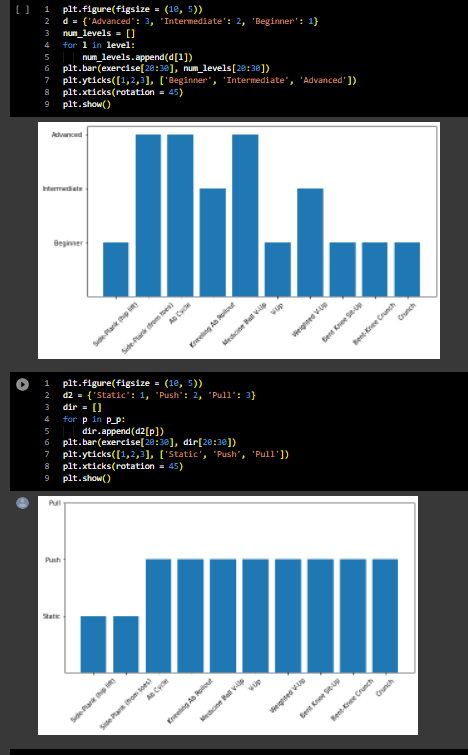 [ ]
1 plt.figure(figsize = (10, 5))
2 d = {'Advanced': 3, 'Intermediate': 2, 'Beginner': 1}
3 num_levels = []
4 for l in level:
5 num_levels.append(d[l])
6 plt.bar(exercise[20:30], num_levels[20:30])
7 plt.yticks([1,2,3], ['Beginner', 'Intermediate', 'Advanced'])
8 plt.xticks(rotation = 45)
9 plt.show()
Advanced
Intermediate
Beginner
Side-Plank (hip lift)
Side-Plank (from toes)
Ab Cycle
Kneeling Ab Rollout
Medicine Ball V-Up
V-Up
Weighted V-Up
Bent Knee Sit-Up
Bent-Knee Crunch
Crunch
1 plt.figure(figsize = (10, 5))
2 d2 = {'Static': 1, 'Push': 2, 'Pull': 3}
3 dir = []
4 for p in p_p:
5 dir.append(d2[p])
6 plt.bar(exercise[20:30], dir[20:30])
7 plt.yticks([1,2,3], ['Static', 'Push', 'Pull'])
8 plt.xticks(rotation = 45)
9 plt.show()
Pull
Push
Static
Side-Plank (hip lift)
Side-Plank (from toes)
Ab Cycle
Kneeling Ab Rollout
Medicine Ball V-Up
V-Up
Weighted V-Up
Bent Knee Sit-Up
Bent-Knee Crunch
Crunch